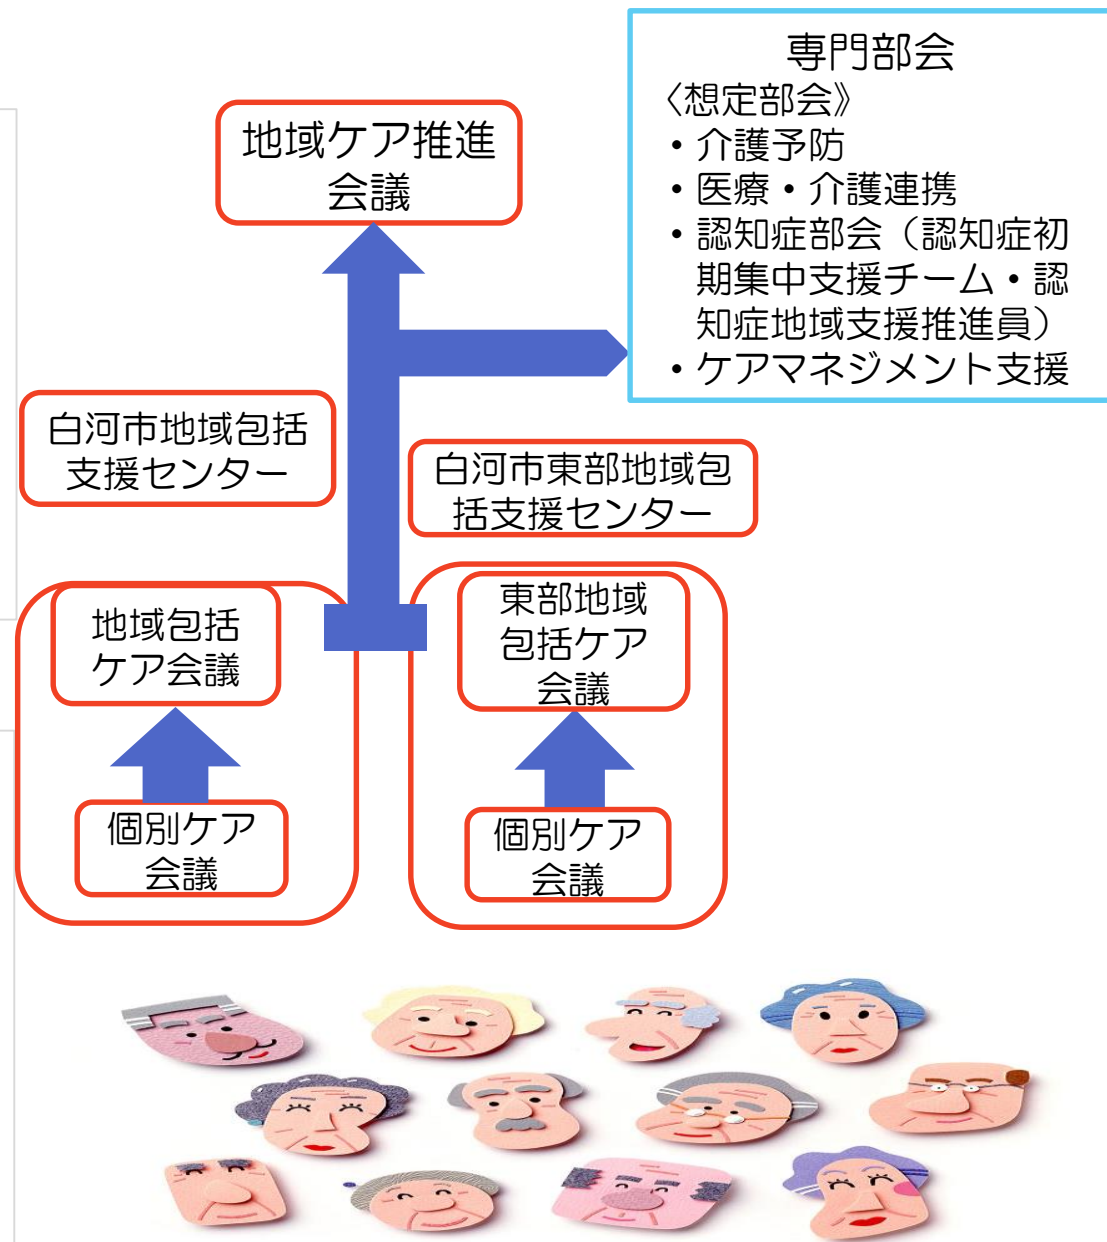 専門部会
〈想定部会》
・介護予防
・医療・介護連携
・認知症部会（認知症初
期集中支援チーム・認
知症地域支援推進員）
・ケアマネジメント支援
地域ケア推進
会議
白河市地域包括
支援センター
白河市東部地域包
括支援センター
地域包括
ケア会議
個別ケア
会議
東部地域
包括ケア
会議
個別ケア
会議